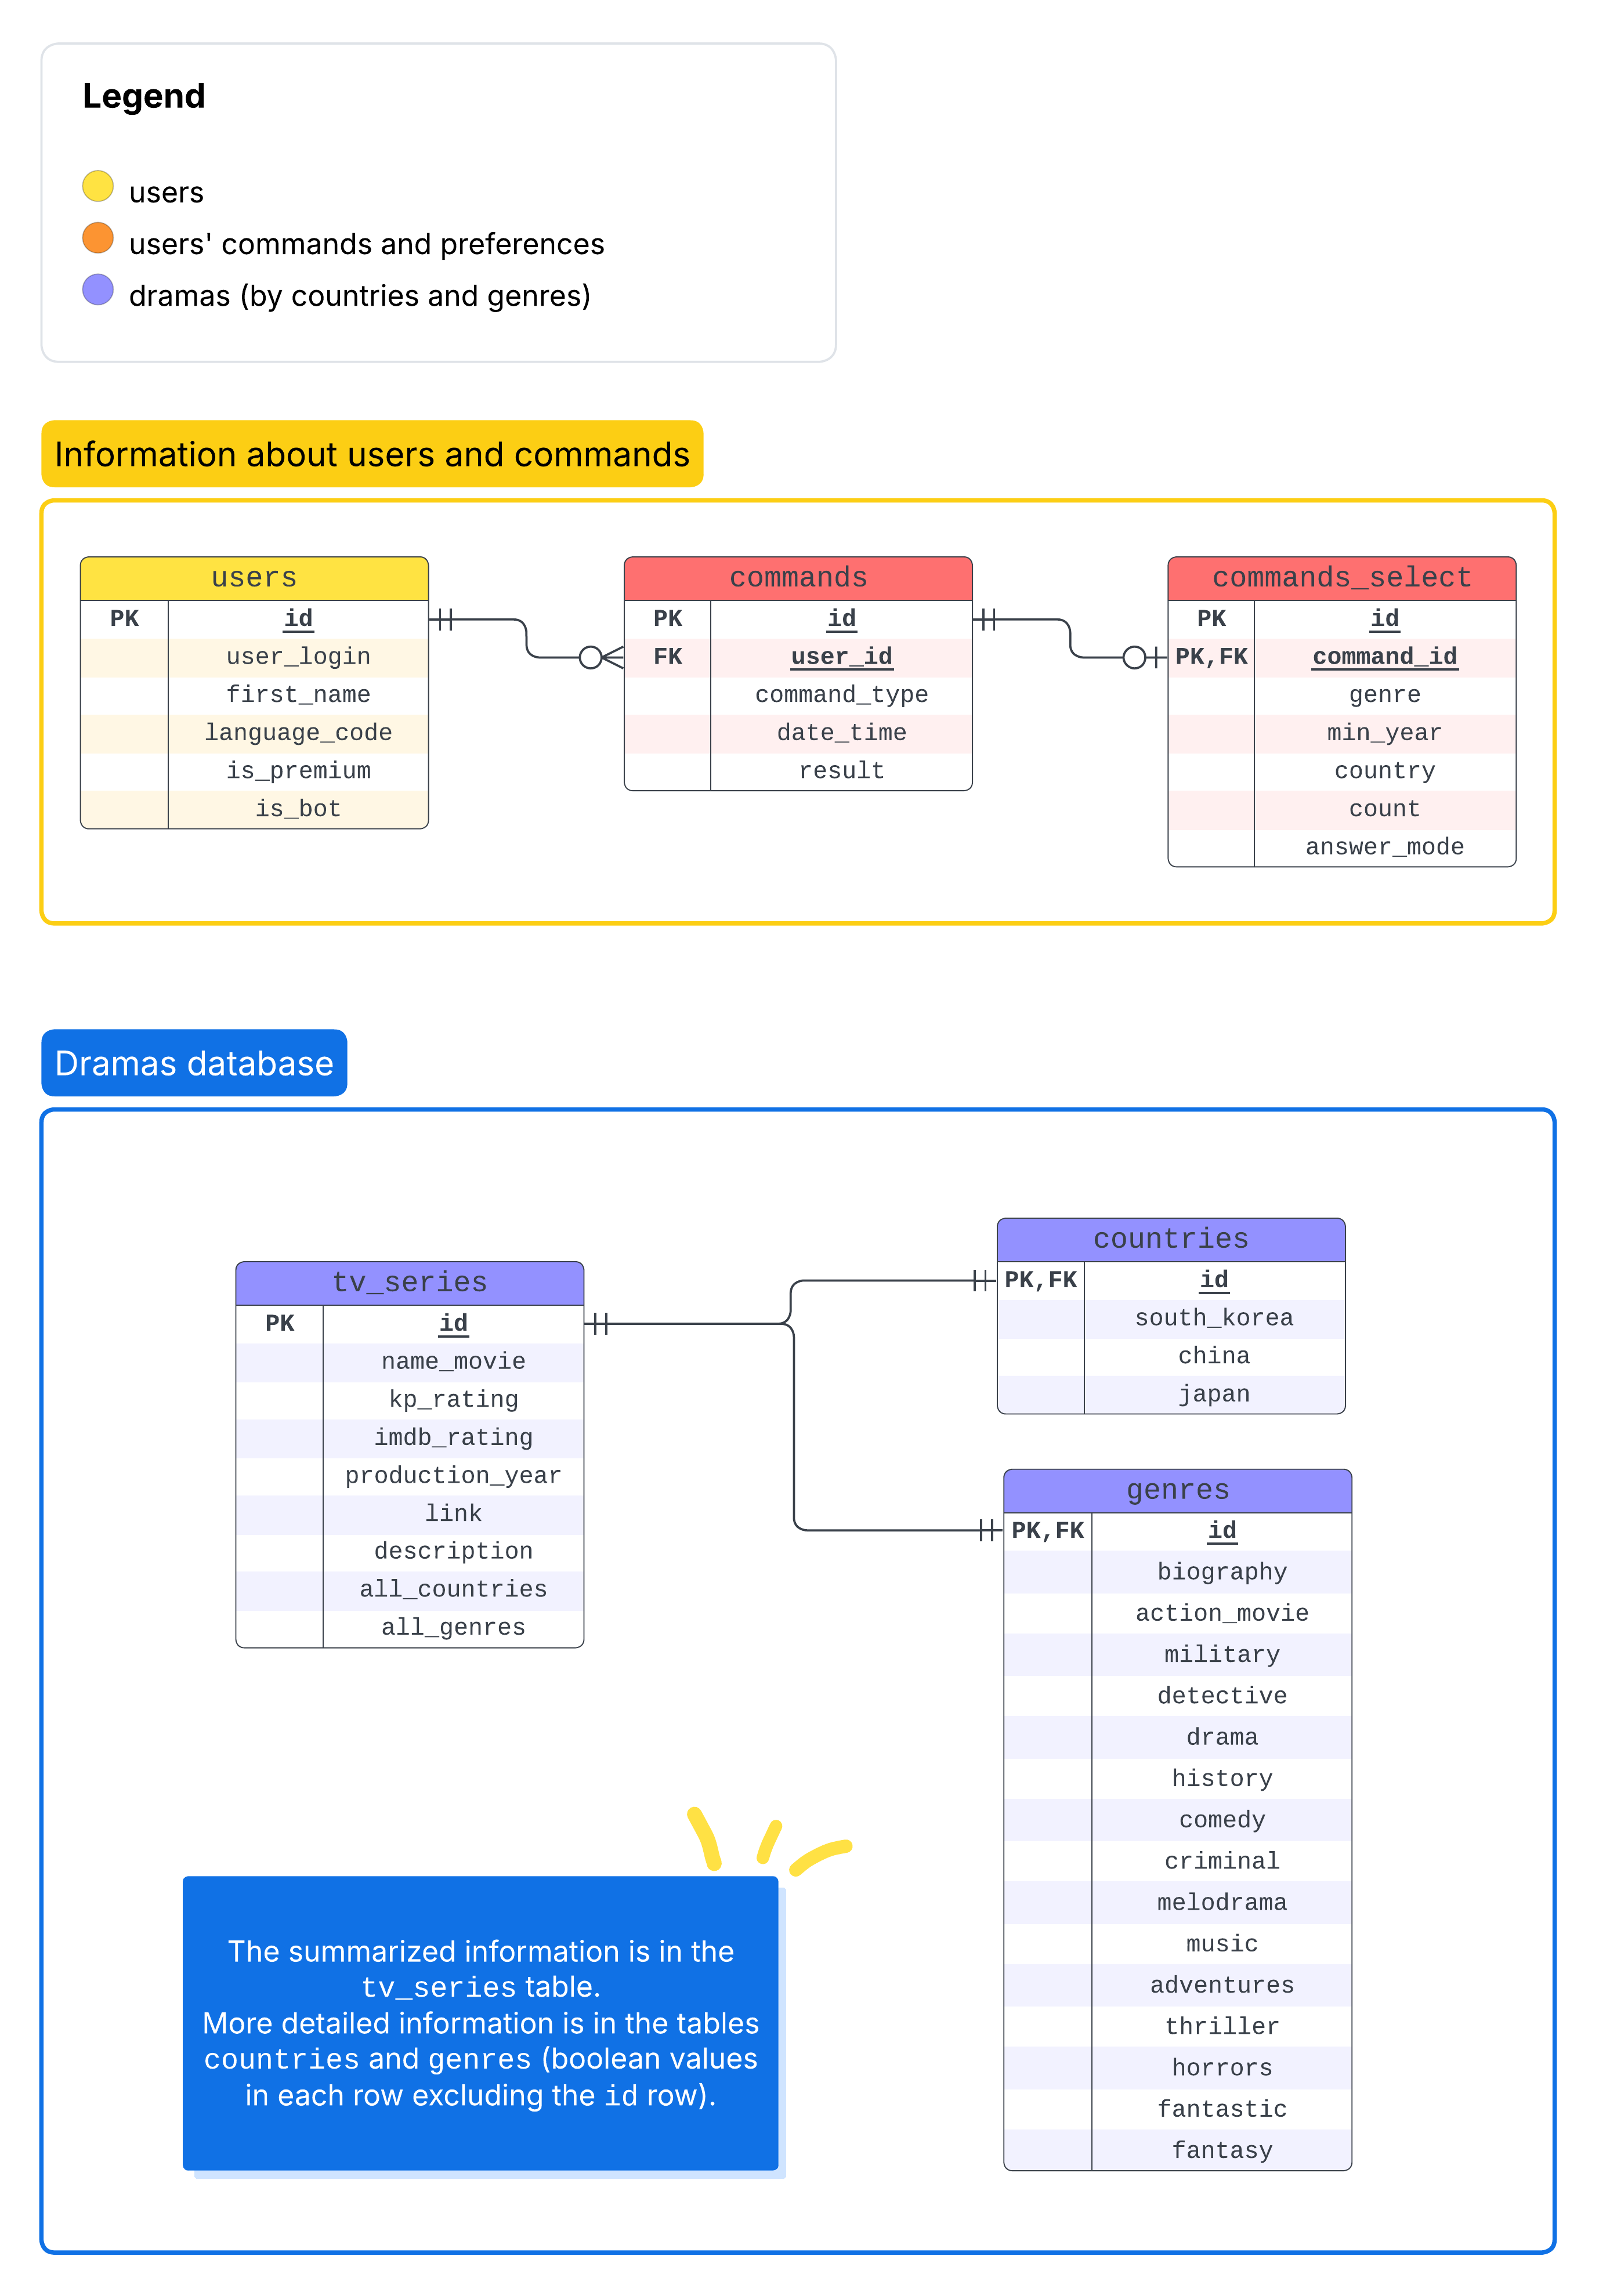 Legend
users
users' commands and preferences
dramas (by countries and genres)
Information about users and commands
users
PK id
user_login
first_name
language_code
is_premium
is_bot
commands
PK id
FK user_id
command_type
date_time
result
commands_select
PK id
PK,FK command_id
genre
min_year
country
count
answer_mode
Dramas database
tv_series
PK id
name_movie
kp_rating
imdb_rating
production_year
link
description
all_countries
all_genres
countries
PK,FK id
south_korea
china
japan
genres
PK,FK id
biography
action_movie
military
detective
drama
history
comedy
criminal
melodrama
music
adventures
thriller
horrors
fantastic
fantasy
The summarized information is in the
tv_series table.
More detailed information is in the tables
countries and genres (boolean values
in each row excluding the id row).